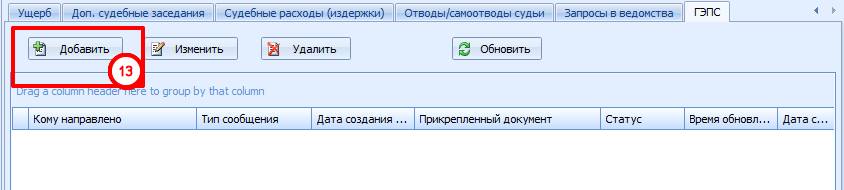 Ущерб Доп. судебные заседания Судебные расходы (издержки) Отводы/самоотводы судьи Запросы в ведомства ГЭПС
Добавить Изменить Удалить Обновить
13
Drag a column header here to group by that column
Кому направлено Тип сообщения Дата создания ... Прикрепленный документ Статус Время обновл... Дата с...